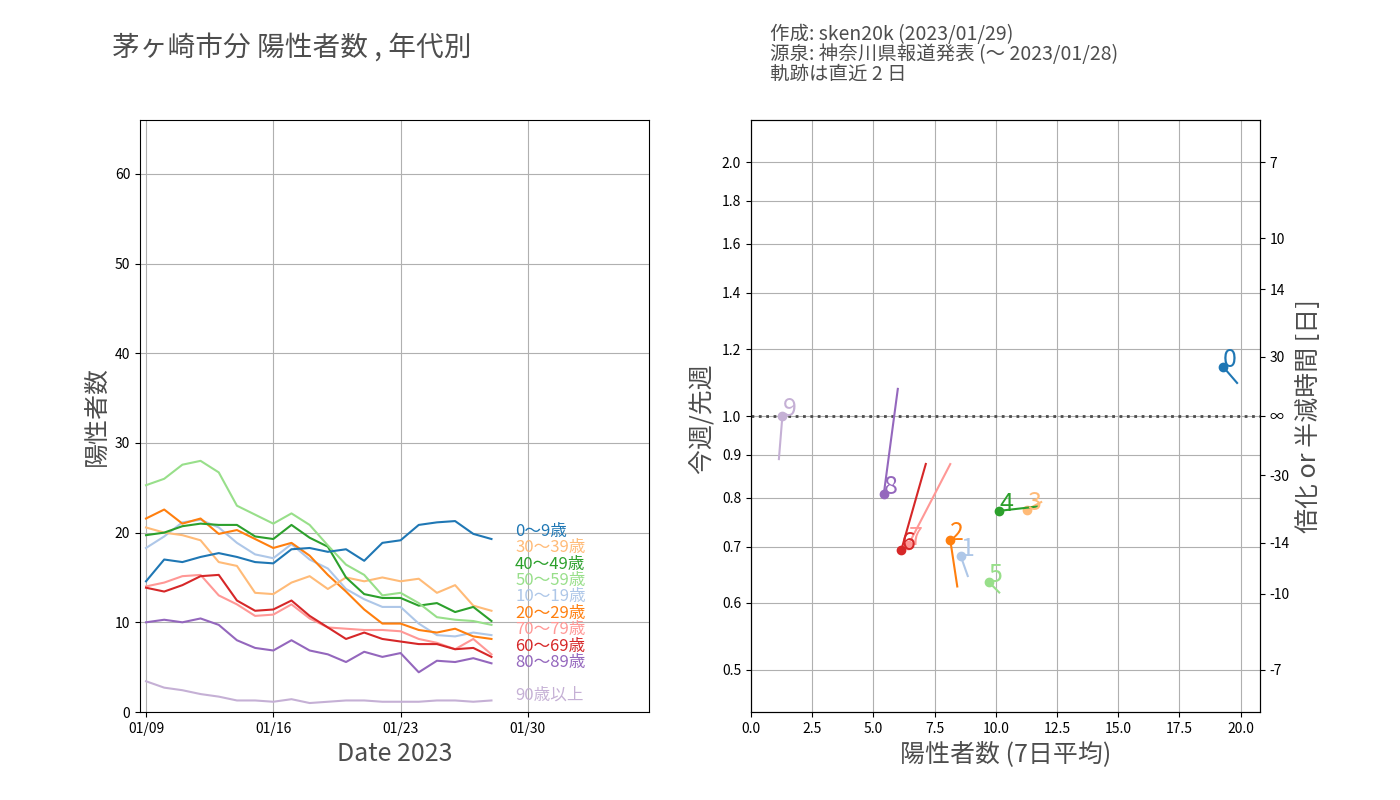 茅ヶ崎市分 陽性者数 , 年代別
作成: sken20k (2023/01/29)
源泉: 神奈川県報道発表 (～ 2023/01/28)
軌跡は直近 2 日
陽性者数
60
50
40
30
20
10
0
0～9歳
30～39歳
40～49歳
50～59歳
10～19歳
20～29歳
70～79歳
60～69歳
80～89歳
90歳以上
01/09 01/16 01/23 01/30
Date 2023
今週/先週
2.0
1.8
1.6
1.4
1.2
1.0
0.9
0.8
0.7
0.6
0.5
0
9
8
4
3
2
7
6
1
5
7
10
14
30
∞
-30
-14
-10
-7
倍化 or 半減時間 [日]
0.0 2.5 5.0 7.5 10.0 12.5 15.0 17.5 20.0
陽性者数 (7日平均)